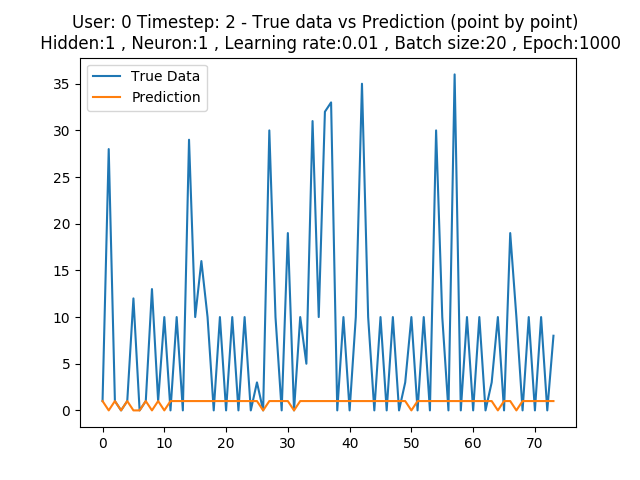 User: 0 Timestep: 2 - True data vs Prediction (point by point)
Hidden:1 , Neuron:1 , Learning rate:0.01 , Batch size:20 , Epoch:1000
True Data
Prediction
35
30
25
20
15
10
5
0
0 10 20 30 40 50 60 70